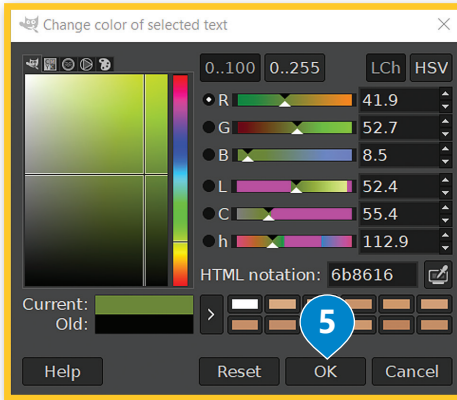 Change color of selected text
0..100 0..255 LCh HSV
R 41.9
G 52.7
B 8.5
L 52.4
C 55.4
h 112.9
HTML notation: 6b8616
Current:
Old:
5
Help Reset OK Cancel